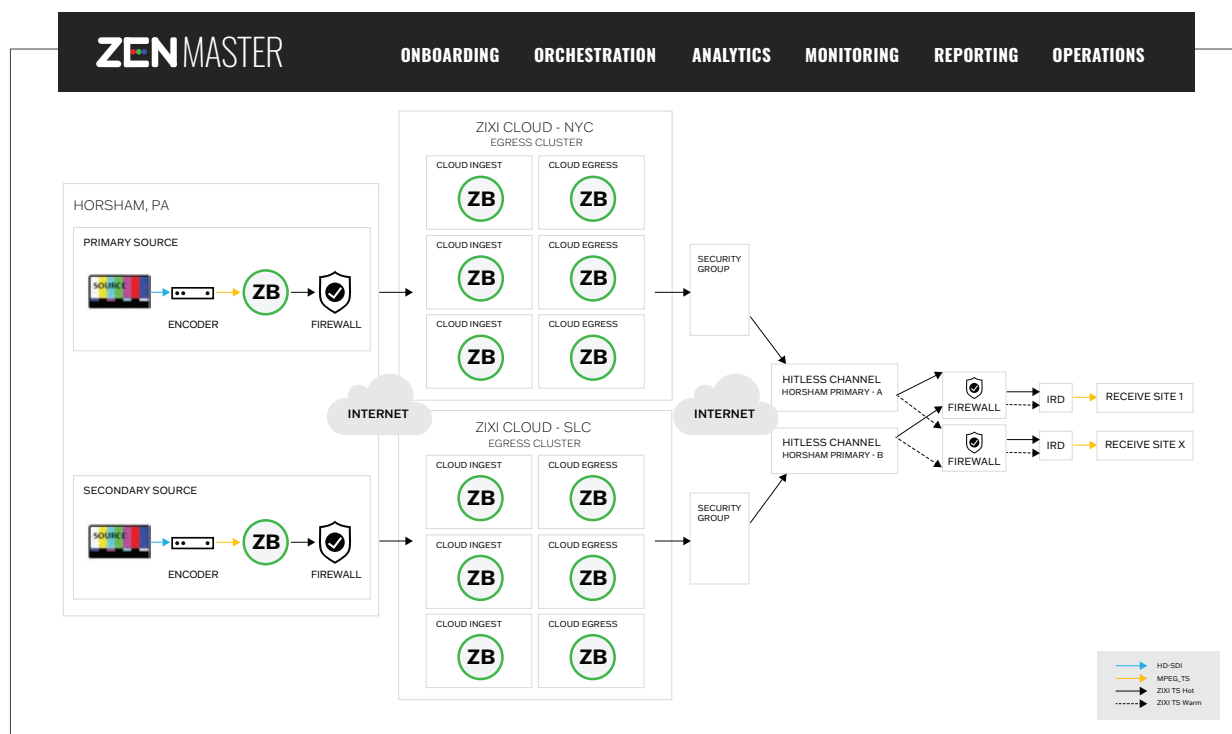 ZEN MASTER
ONBOARDING ORCHESTRATION ANALYTICS MONITORING REPORTING OPERATIONS
HORSHAM, PA
PRIMARY SOURCE
SOURCE
ENCODER
ZB
FIREWALL
SECONDARY SOURCE
SOURCE
ENCODER
ZB
FIREWALL
INTERNET
ZIXI CLOUD - NYC
EGRESS CLUSTER
CLOUD INGEST CLOUD EGRESS
ZB ZB
CLOUD INGEST CLOUD EGRESS
ZB ZB
CLOUD INGEST CLOUD EGRESS
ZB ZB
ZIXI CLOUD - SLC
EGRESS CLUSTER
CLOUD INGEST CLOUD EGRESS
ZB ZB
CLOUD INGEST CLOUD EGRESS
ZB ZB
CLOUD INGEST CLOUD EGRESS
ZB ZB
SECURITY
GROUP
INTERNET
SECURITY
GROUP
HITLESS CHANNEL
HORSHAM PRIMARY - A
HITLESS CHANNEL
HORSHAM PRIMARY - B
FIREWALL
IRD
RECEIVE SITE 1
FIREWALL
IRD
RECEIVE SITE X
HD-SDI
MPEG_TS
ZIXI TS Hot
ZIXI TS Warm